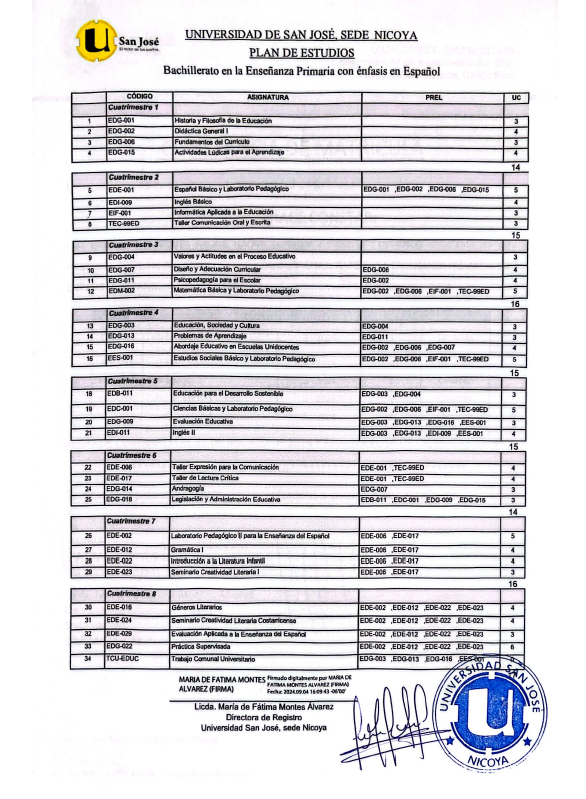 San José
El motor de tus sueños.
UNIVERSIDAD DE SAN JOSÉ, SEDE NICOYA
PLAN DE ESTUDIOS
Bachillerato en la Enseñanza Primaria con énfasis en Español
CÓDIGO ASIGNATURA PREL UC
Cuatrimestre 1
1 EDG-001 Historia y Filosofía de la Educación 3
2 EDG-002 Didáctica General I 4
3 EDG-006 Fundamentos del Currículo 3
4 EDG-015 Actividades Lúdicas para el Aprendizaje 4
14
Cuatrimestre 2
5 EDE-001 Español Básico y Laboratorio Pedagógico EDG-001 ,EDG-002 ,EDG-006 ,EDG-015 5
6 EDI-009 Inglés Básico 4
7 EIF-001 Informática Aplicada a la Educación 3
8 TEC-99ED Taller Comunicación Oral y Escrita 3
15
Cuatrimestre 3
9 EDG-004 Valores y Actitudes en el Proceso Educativo 3
10 EDG-007 Diseño y Adecuación Curricular EDG-006 4
11 EDG-011 Psicopedagogía para el Escolar EDG-002 4
12 EDM-002 Matemática Básica y Laboratorio Pedagógico EDG-002 ,EDG-006 ,EIF-001 ,TEC-99ED 5
16
Cuatrimestre 4
13 EDG-003 Educación, Sociedad y Cultura EDG-004 3
14 EDG-013 Problemas de Aprendizaje EDG-011 3
15 EDG-016 Abordaje Educativo en Escuelas Unidocentes EDG-002 ,EDG-006 ,EDG-007 4
16 EES-001 Estudios Sociales Básico y Laboratorio Pedagógico EDG-002 ,EDG-006 ,EIF-001 ,TEC-99ED 5
15
Cuatrimestre 5
18 EDB-011 Educación para el Desarrollo Sostenible EDG-003 ,EDG-004 3
19 EDC-001 Ciencias Básicas y Laboratorio Pedagógico EDG-002 ,EDG-006 ,EIF-001 ,TEC-99ED 5
20 EDG-009 Evaluación Educativa EDG-003 ,EDG-013 ,EDG-016 ,EES-001 3
21 EDI-011 Inglés II EDG-003 ,EDG-013 ,EDI-009 ,EES-001 4
15
Cuatrimestre 6
22 EDE-006 Taller Expresión para la Comunicación EDE-001 ,TEC-99ED 4
23 EDE-017 Taller de Lectura Crítica EDE-001 ,TEC-99ED 4
24 EDG-014 Andragogía EDG-007 3
25 EDG-018 Legislación y Administración Educativa EDB-011 ,EDC-001 ,EDG-009 ,EDG-016 3
14
Cuatrimestre 7
26 EDE-002 Laboratorio Pedagógico II para la Enseñanza del Español EDE-006 ,EDE-017 5
27 EDE-012 Gramática I EDE-006 ,EDE-017 4
28 EDE-022 Introducción a la Literatura Infantil EDE-006 ,EDE-017 4
29 EDE-023 Seminario Creatividad Literaria I EDE-006 ,EDE-017 3
16
Cuatrimestre 8
30 EDE-016 Géneros Literarios EDE-002 ,EDE-012 ,EDE-022 ,EDE-023 4
31 EDE-024 Seminario Creatividad Literaria Costarricense EDE-002 ,EDE-012 ,EDE-022 ,EDE-023 4
32 EDE-029 Evaluación Aplicada a la Enseñanza del Español EDE-002 ,EDE-012 ,EDE-022 ,EDE-023 3
33 EDG-022 Práctica Supervisada EDE-002 ,EDE-012 ,EDE-022 ,EDE-023 6
34 TCU-EDUC Trabajo Comunal Universitario EDG-003 ,EDG-013 ,EDG-016 ,EES-001
MARIA DE FATIMA MONTES ALVAREZ (FIRMA)
Firmado digitalmente por MARIA DE FATIMA MONTES ALVAREZ (FIRMA)
Fecha: 2024.09.04 16:09:43 -06'00'
Licda. María de Fátima Montes Álvarez
Directora de Registro
Universidad San José, sede Nicoya
UNIVERSIDAD SAN JOSE
NICOYA